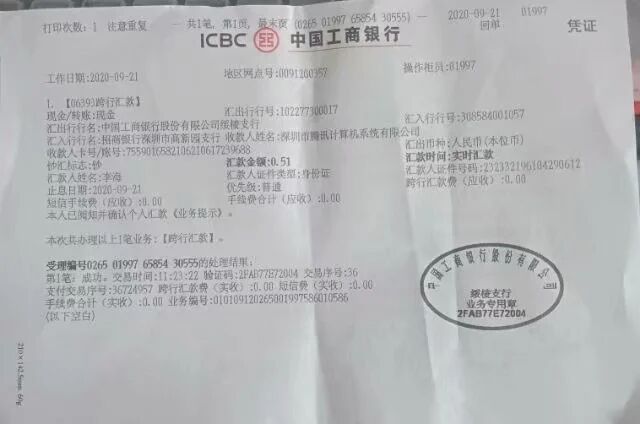 打印次数: 1 注意重复
— 共1笔, 第1页, 最末页 (0265 01997 65854 30555) —
2020-09-21 01997
回单
凭证
ICBC 中国工商银行
工作日期:2020-09-21 地区网点号:0091260357 操作柜员:01997
1. 【06393跨行汇款】
现金/转账:现金 汇出行行号:102277300017 汇入行行号:308584001057
汇出行行名:中国工商银行股份有限公司绥棱支行
汇入行行名:招商银行深圳市高新园支行 收款人姓名:深圳市腾讯计算机系统有限公司
收款人卡号/账号:7559016582106210617239688 汇出币种:人民币(本位币)
钞汇标志:钞 汇款金额:0.51 汇款时间:实时汇款
汇款人姓名:李海 汇款人证件类型:身份证 汇款人证件号码:232332196104290612
止息日期:2020-09-21 优先级:普通 跨行汇款费(应收):0.00
短信手续费(应收):0.00 手续费合计(应收):0.00
本人已阅知并确认个人汇款《业务提示》。
本次共办理以上1笔业务:【跨行汇款】。
受理编号0265 01997 65854 30555的处理结果:
第1笔: 成功。交易时间:11:23:22 验证码:2FAB77E72004 交易序号:36
支付交易序号:36724957 跨行汇款费(实收):0.00 短信费(实收):0.00
手续费合计(实收):0.00 业务编号:01010912026500199758601​0586
(以下空白)
中国工商银行股份有限公司
绥棱支行
业务专用章
2FAB77E72004
210×142.5mm 60g